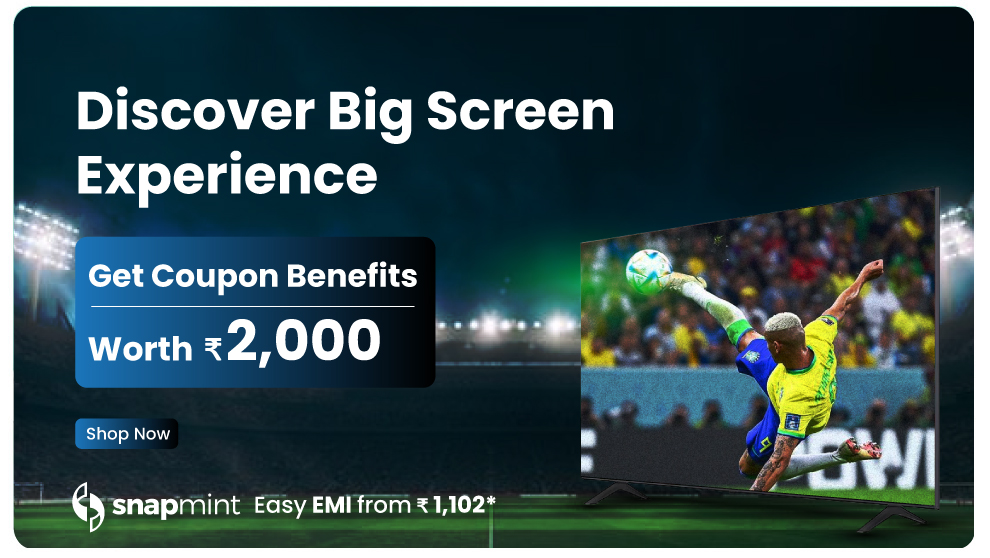 Discover Big Screen
Experience
Get Coupon Benefits
Worth ₹2,000
Shop Now
snapmint Easy EMI from ₹ 1,102*